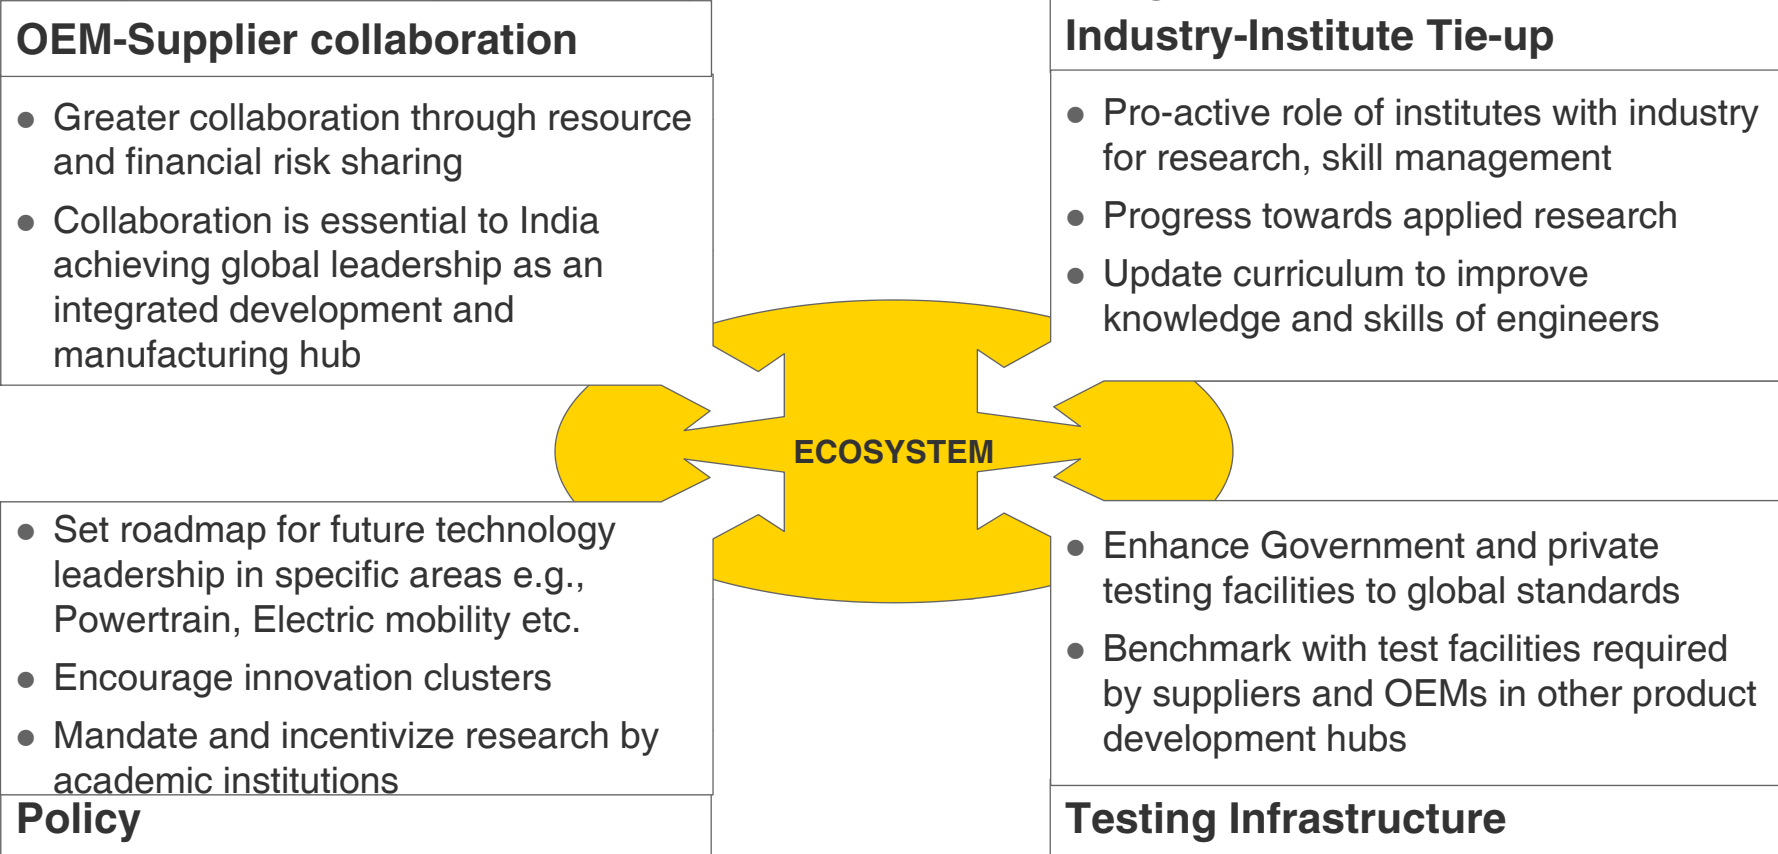 OEM-Supplier collaboration
● Greater collaboration through resource
and financial risk sharing
● Collaboration is essential to India
achieving global leadership as an
integrated development and
manufacturing hub
Industry-Institute Tie-up
● Pro-active role of institutes with industry
for research, skill management
● Progress towards applied research
● Update curriculum to improve
knowledge and skills of engineers
ECOSYSTEM
● Set roadmap for future technology
leadership in specific areas e.g.,
Powertrain, Electric mobility etc.
● Encourage innovation clusters
● Mandate and incentivize research by
academic institutions
Policy
● Enhance Government and private
testing facilities to global standards
● Benchmark with test facilities required
by suppliers and OEMs in other product
development hubs
Testing Infrastructure